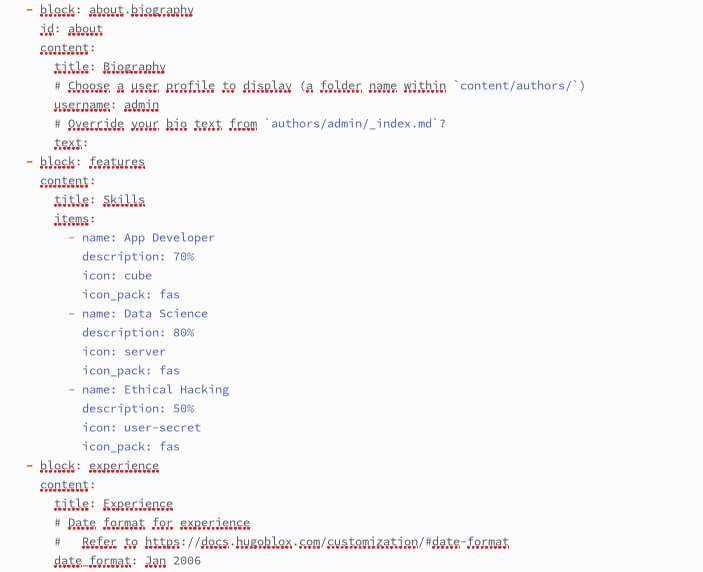 - block: about.biography
id: about
content:
title: Biography
# Choose a user profile to display (a folder name within `content/authors/`)
username: admin
# Override your bio text from `authors/admin/_index.md`?
text:
- block: features
content:
title: Skills
items:
- name: App Developer
description: 70%
icon: cube
icon_pack: fas
- name: Data Science
description: 80%
icon: server
icon_pack: fas
- name: Ethical Hacking
description: 50%
icon: user-secret
icon_pack: fas
- block: experience
content:
title: Experience
# Date format for experience
#   Refer to https://docs.hugoblox.com/customization/#date-format
date_format: Jan 2006